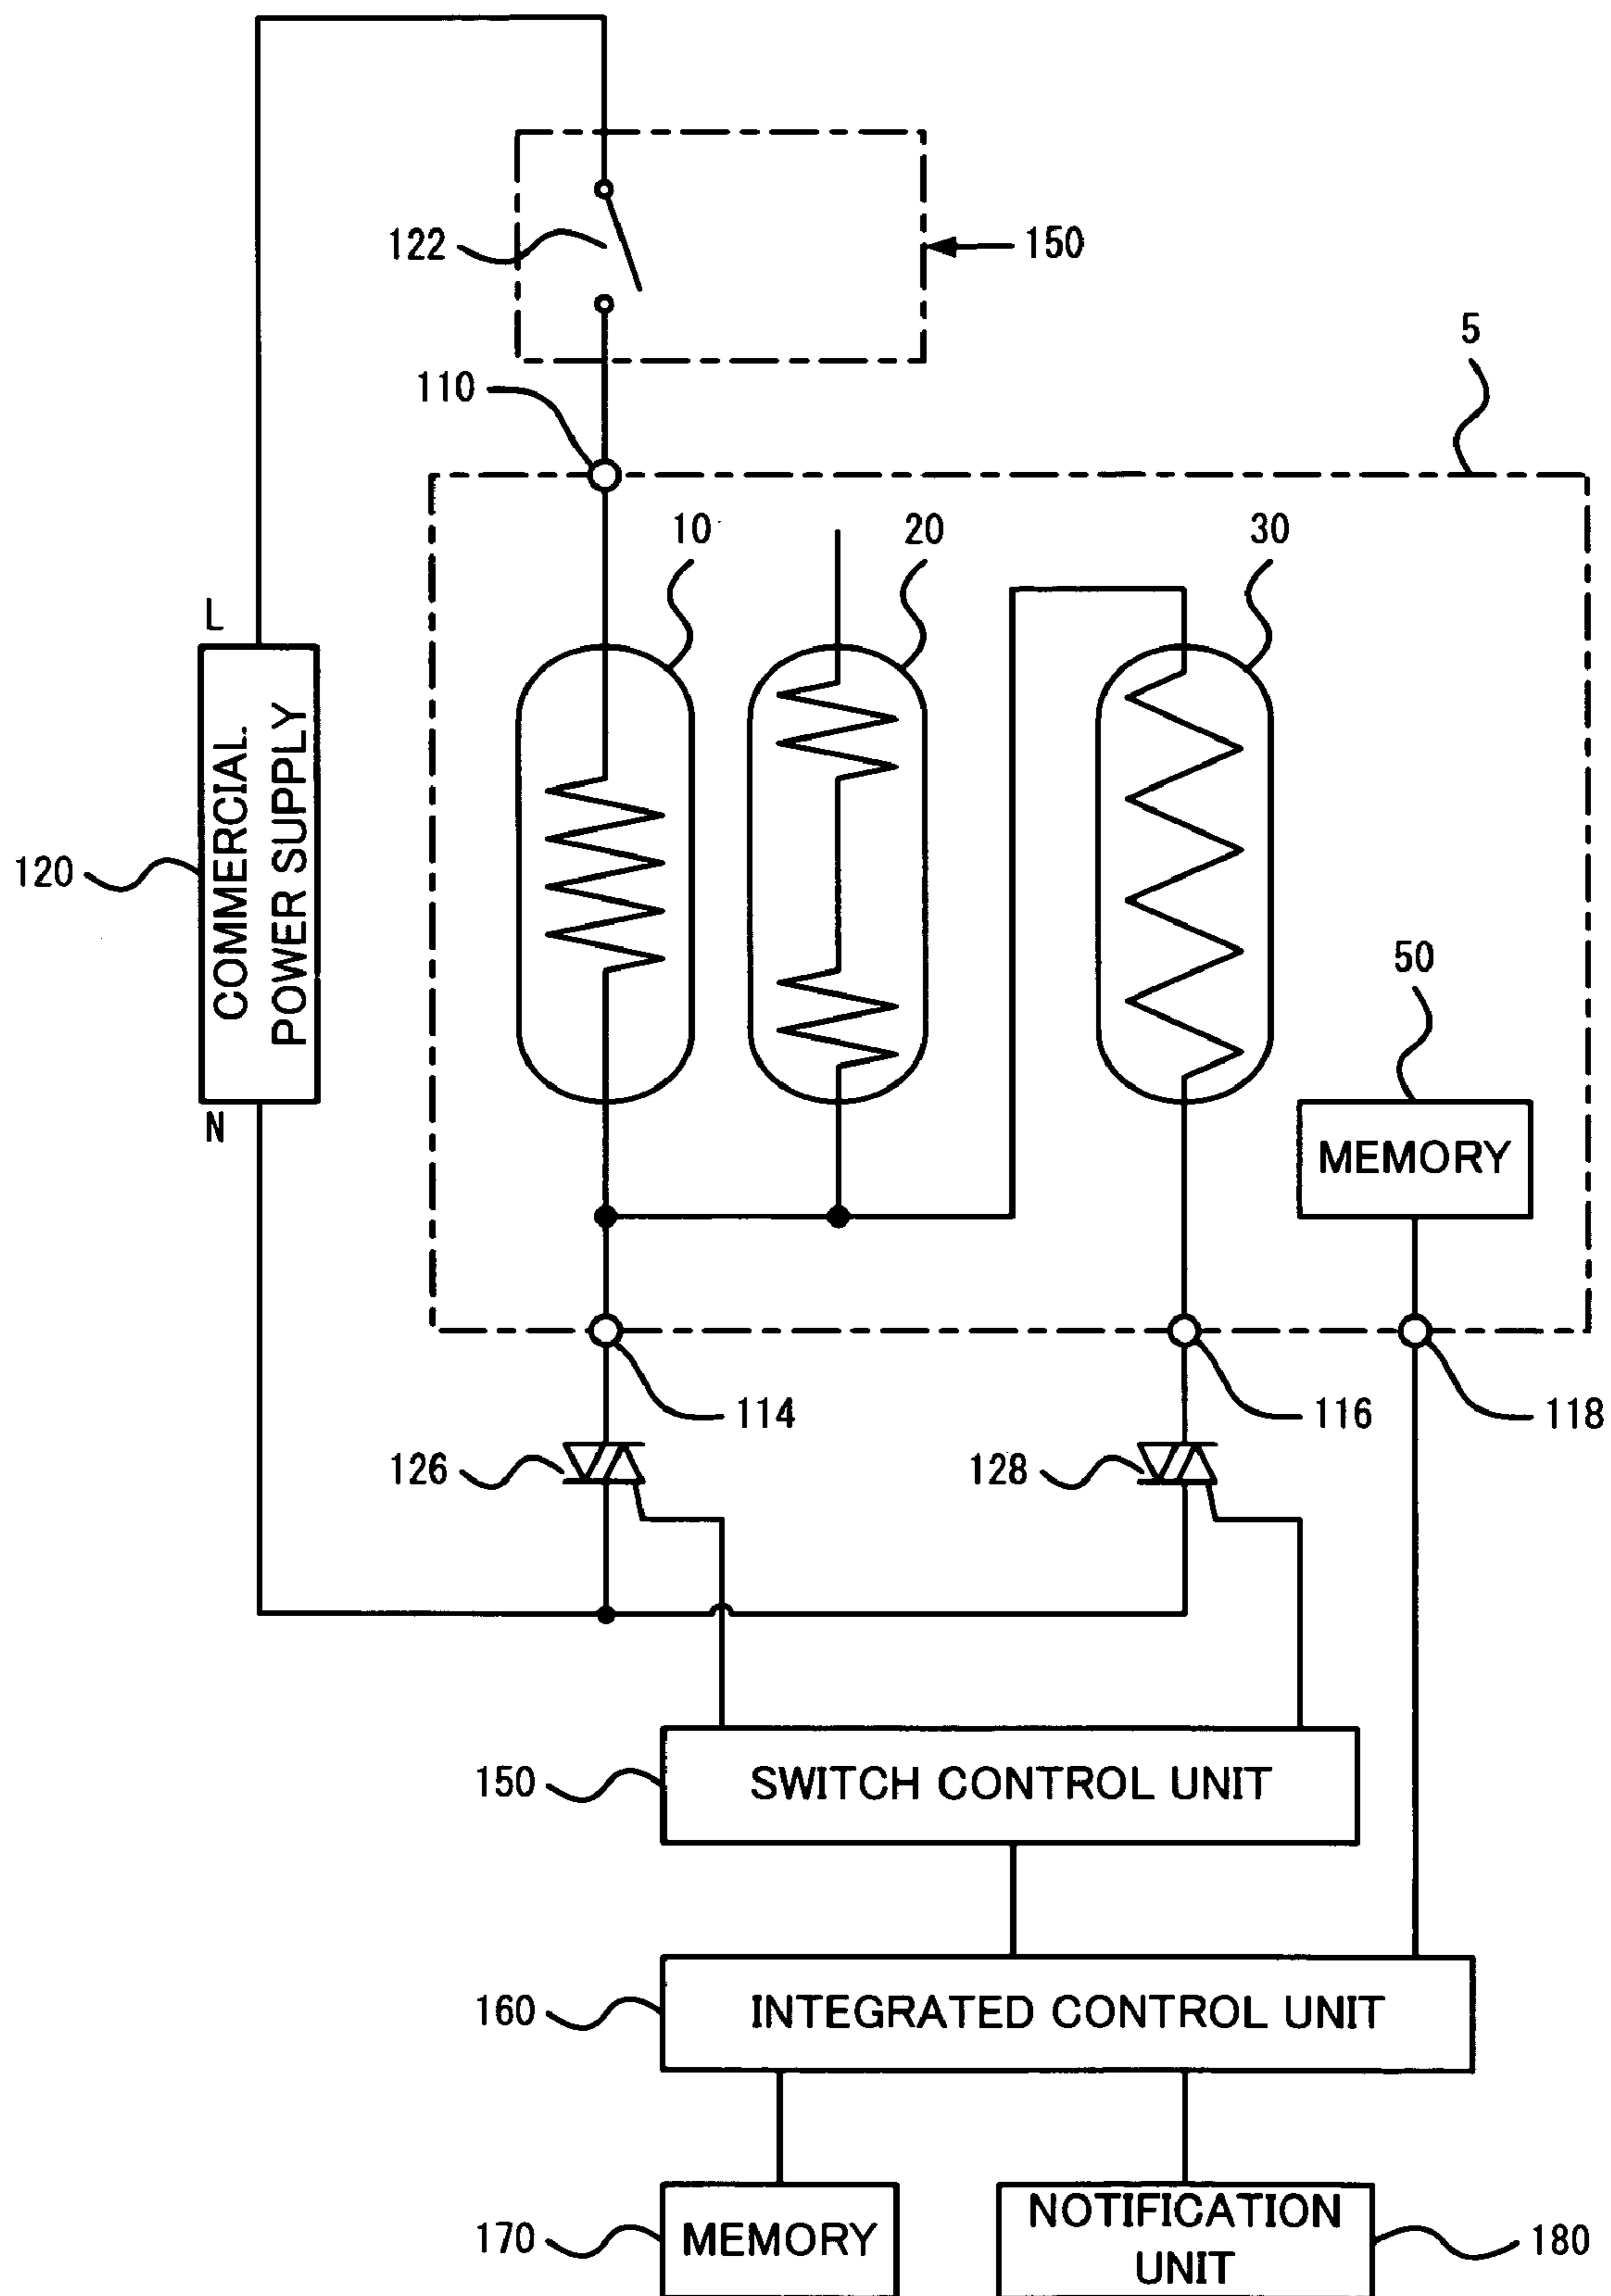 122
150
5
110
10
20
30
L
COMMERCIAL.
POWER SUPPLY
120
50
MEMORY
N
114
116
118
126
128
150
SWITCH CONTROL UNIT
160
INTEGRATED CONTROL UNIT
170
MEMORY
NOTIFICATION
UNIT
180